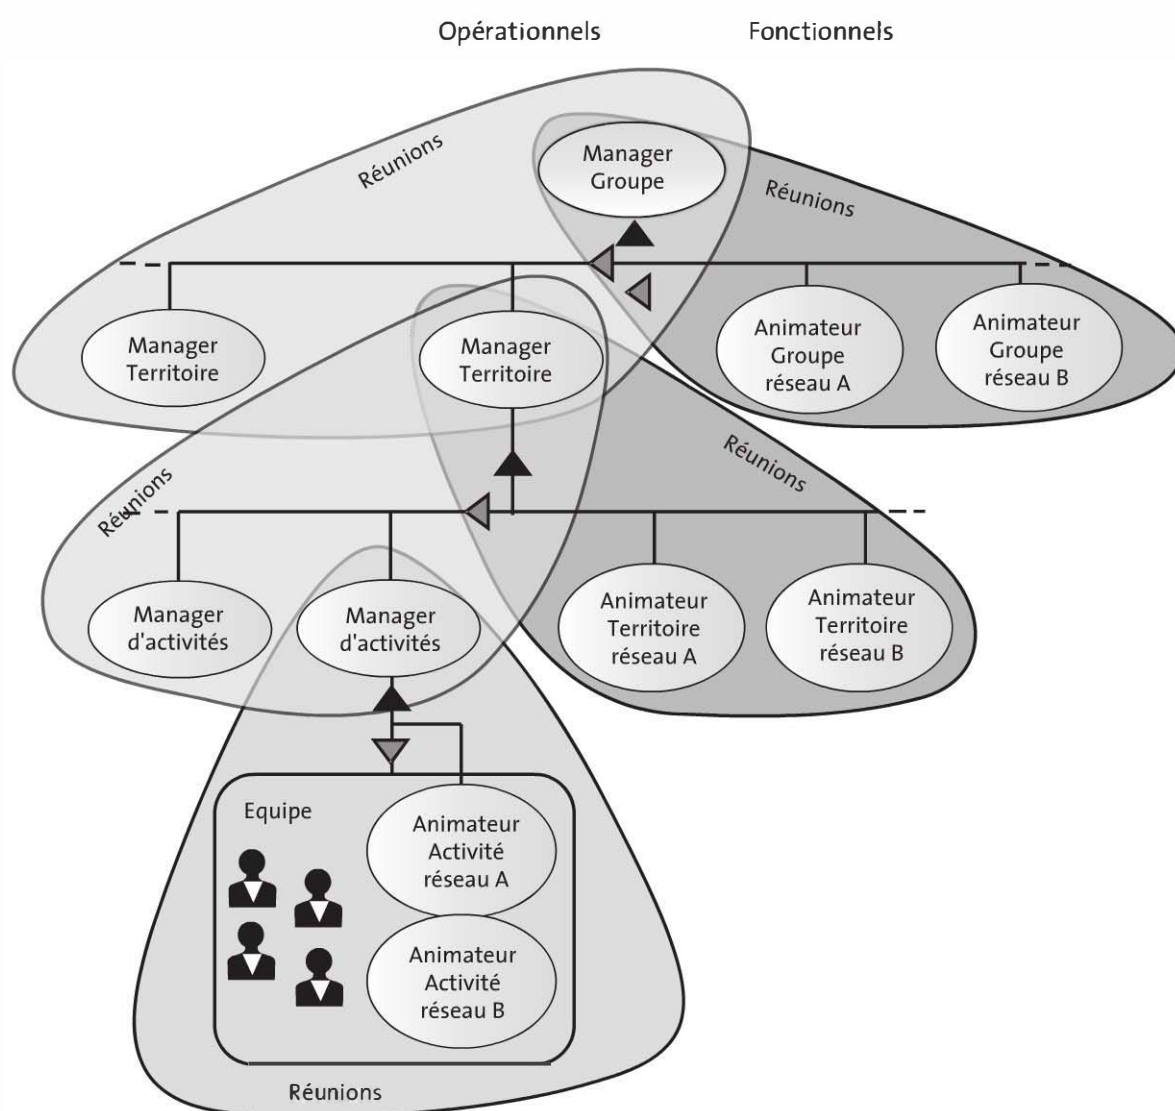 Opérationnels
Fonctionnels
Réunions
Manager
Groupe
Réunions
Manager
Territoire
Manager
Territoire
Animateur
Groupe
réseau A
Animateur
Groupe
réseau B
Réunions
Réunions
Manager
d'activités
Manager
d'activités
Animateur
Territoire
réseau A
Animateur
Territoire
réseau B
Equipe
Animateur
Activité
réseau A
Animateur
Activité
réseau B
Réunions